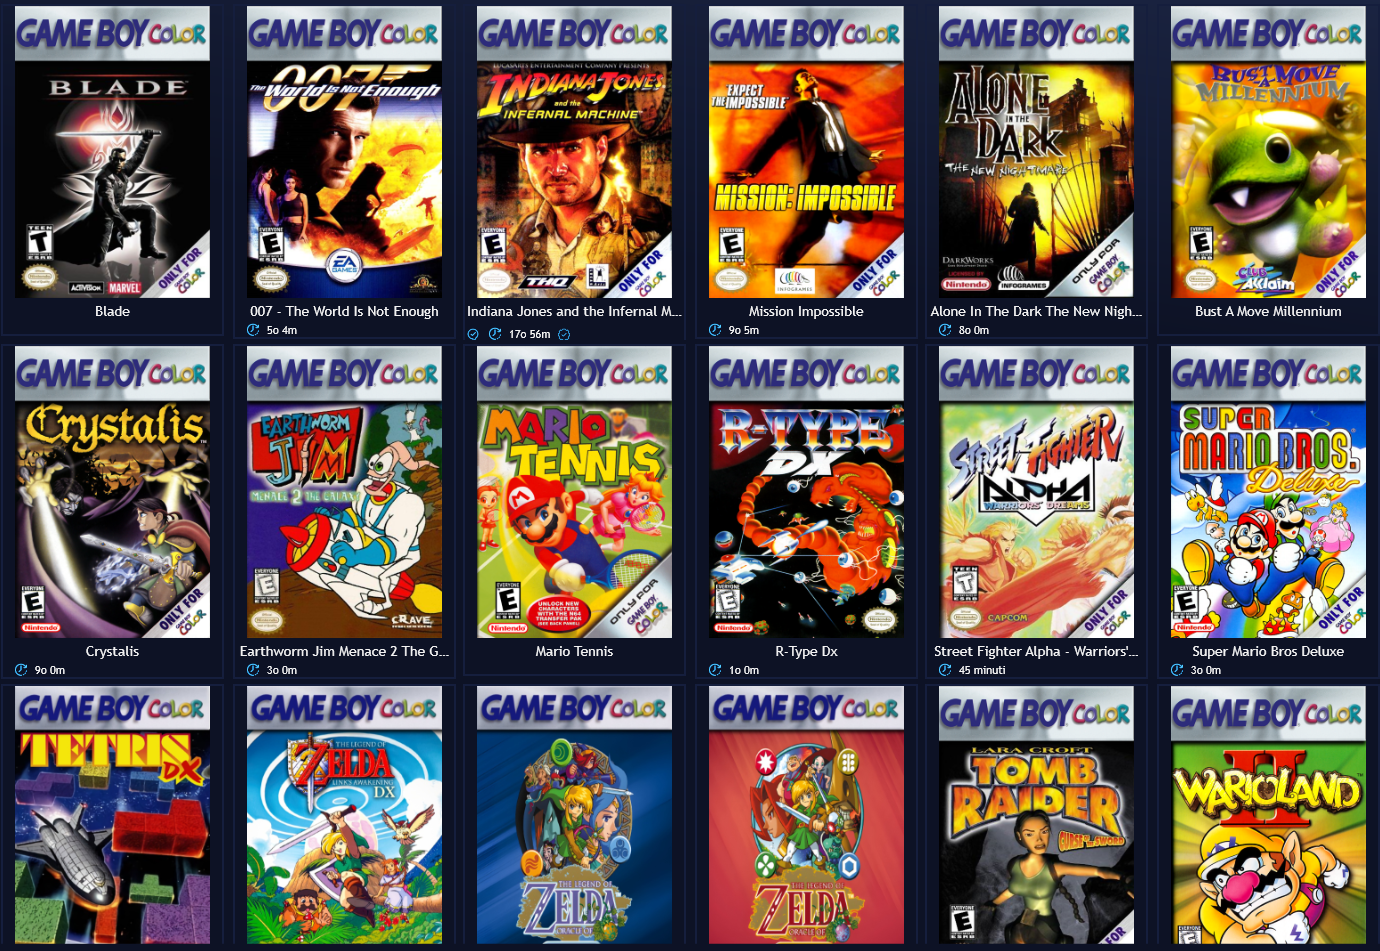 GAME BOY COLOR
BLADE
TEEN
T
ESRB
ACTIVISION
MARVEL
ONLY FOR
GAME BOY COLOR
Blade
GAME BOY COLOR
007
The World Is Not Enough
EVERYONE
E
ESRB
EA GAMES
007 - The World Is Not Enough
5o 4m
GAME BOY COLOR
LUCASARTS ENTERTAINMENT COMPANY PRESENTS
INDIANA JONES
and the
INFERNAL MACHINE
EVERYONE
E
ESRB
THQ
ONLY FOR
GAME BOY COLOR
Indiana Jones and the Infernal M...
17o 56m
GAME BOY COLOR
EXPECT
THE IMPOSSIBLE
MISSION: IMPOSSIBLE
EVERYONE
E
ESRB
INFOGRAMES
ONLY FOR
GAME BOY COLOR
Mission Impossible
9o 5m
GAME BOY COLOR
ALONE
IN THE
DARK
THE NEW NIGHTMARE
DARKWORKS
LICENSED BY
Nintendo
INFOGRAMES
ONLY FOR
GAME BOY COLOR
Alone In The Dark The New Nigh...
8o 0m
GAME BOY COLOR
BUST A MOVE
MILLENNIUM
EVERYONE
E
ESRB
Acclaim
ONLY FOR
GAME BOY COLOR
Bust A Move Millennium
GAME BOY COLOR
Crystalis
EVERYONE
E
ESRB
Nintendo
ONLY FOR
GAME BOY COLOR
Crystalis
9o 0m
GAME BOY COLOR
EARTHWORM
JIM
MENACE 2 THE GALAXY
EVERYONE
E
ESRB
CRAVE
Earthworm Jim Menace 2 The G...
3o 0m
GAME BOY COLOR
MARIO
TENNIS
EVERYONE
E
ESRB
Nintendo
UNLOCK NEW
CHARACTERS
WITH THE N64
TRANSFER PAK
(SEE BACK PANEL)
ONLY FOR
GAME BOY COLOR
Mario Tennis
GAME BOY COLOR
R-TYPE
DX
EVERYONE
E
ESRB
Nintendo
R-Type Dx
1o 0m
GAME BOY COLOR
STREET FIGHTER
ALPHA
WARRIORS' DREAMS
TEEN
T
ESRB
CAPCOM
ONLY FOR
GAME BOY COLOR
Street Fighter Alpha - Warriors'...
45 minuti
GAME BOY COLOR
SUPER
MARIO BROS.
Deluxe
EVERYONE
E
ESRB
Nintendo
ONLY FOR
GAME BOY COLOR
Super Mario Bros Deluxe
3o 0m
GAME BOY COLOR
TETRIS
DX
GAME BOY COLOR
THE LEGEND OF
ZELDA
LINK'S AWAKENING
DX
GAME BOY COLOR
THE LEGEND OF
ZELDA
ORACLE OF
GAME BOY COLOR
THE LEGEND OF
ZELDA
ORACLE OF
GAME BOY COLOR
LARA CROFT
TOMB
RAIDER
CURSE OF THE SWORD
EVERYONE
E
FOR
GAME BOY COLOR
WARIOLAND
II
EVERYONE